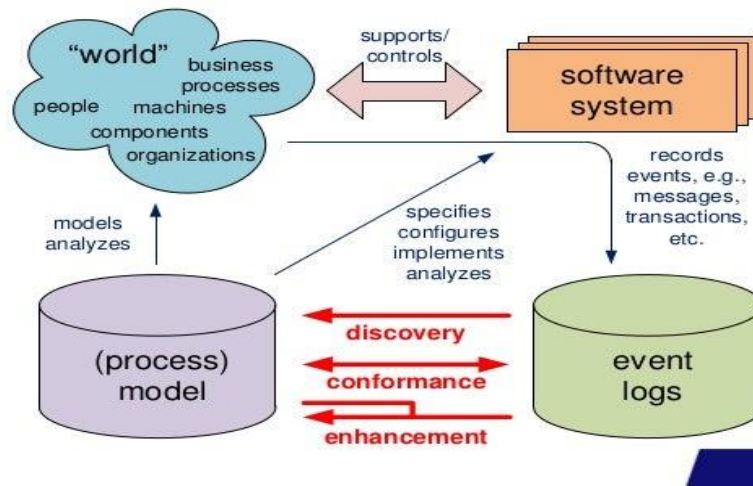 "world"
business
processes
people
machines
components
organizations
supports/
controls
software
system
records
events, e.g.,
messages,
transactions,
etc.
models
analyzes
specifies
configures
implements
analyzes
(process)
model
discovery
conformance
enhancement
event
logs